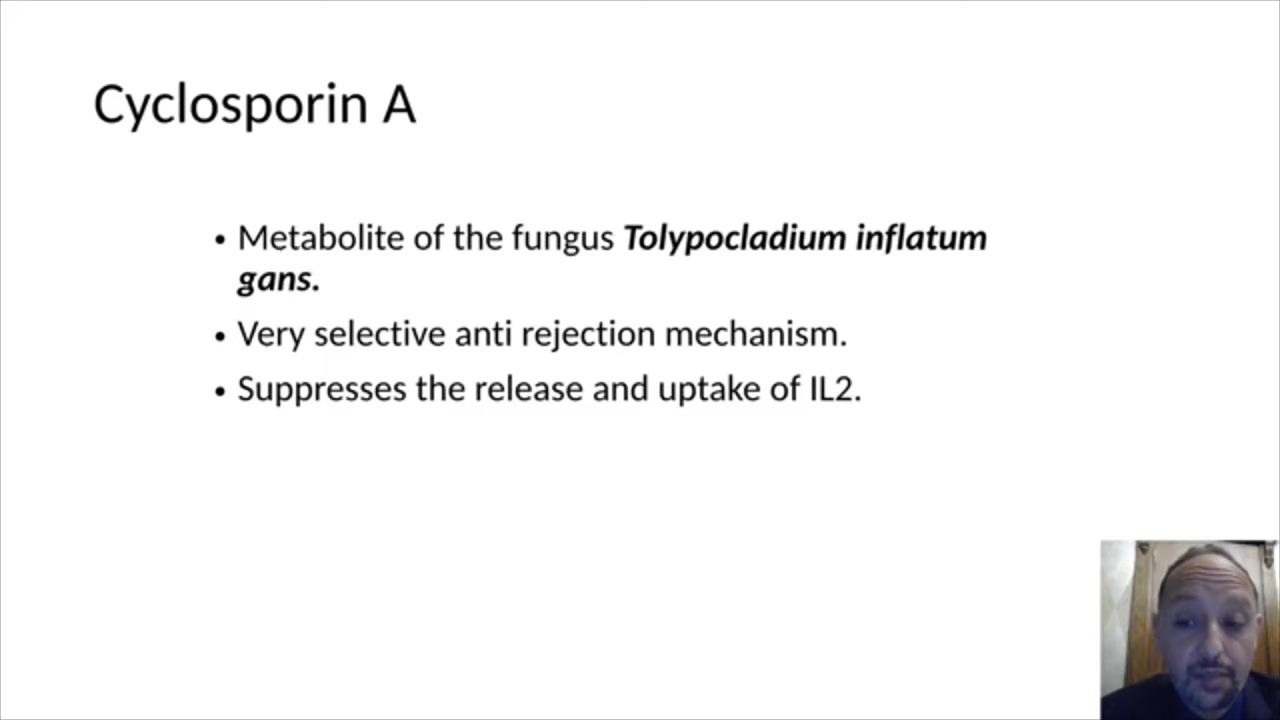 Cyclosporin A
• Metabolite of the fungus Tolypocladium inflatum
gans.
• Very selective anti rejection mechanism.
• Suppresses the release and uptake of IL2.